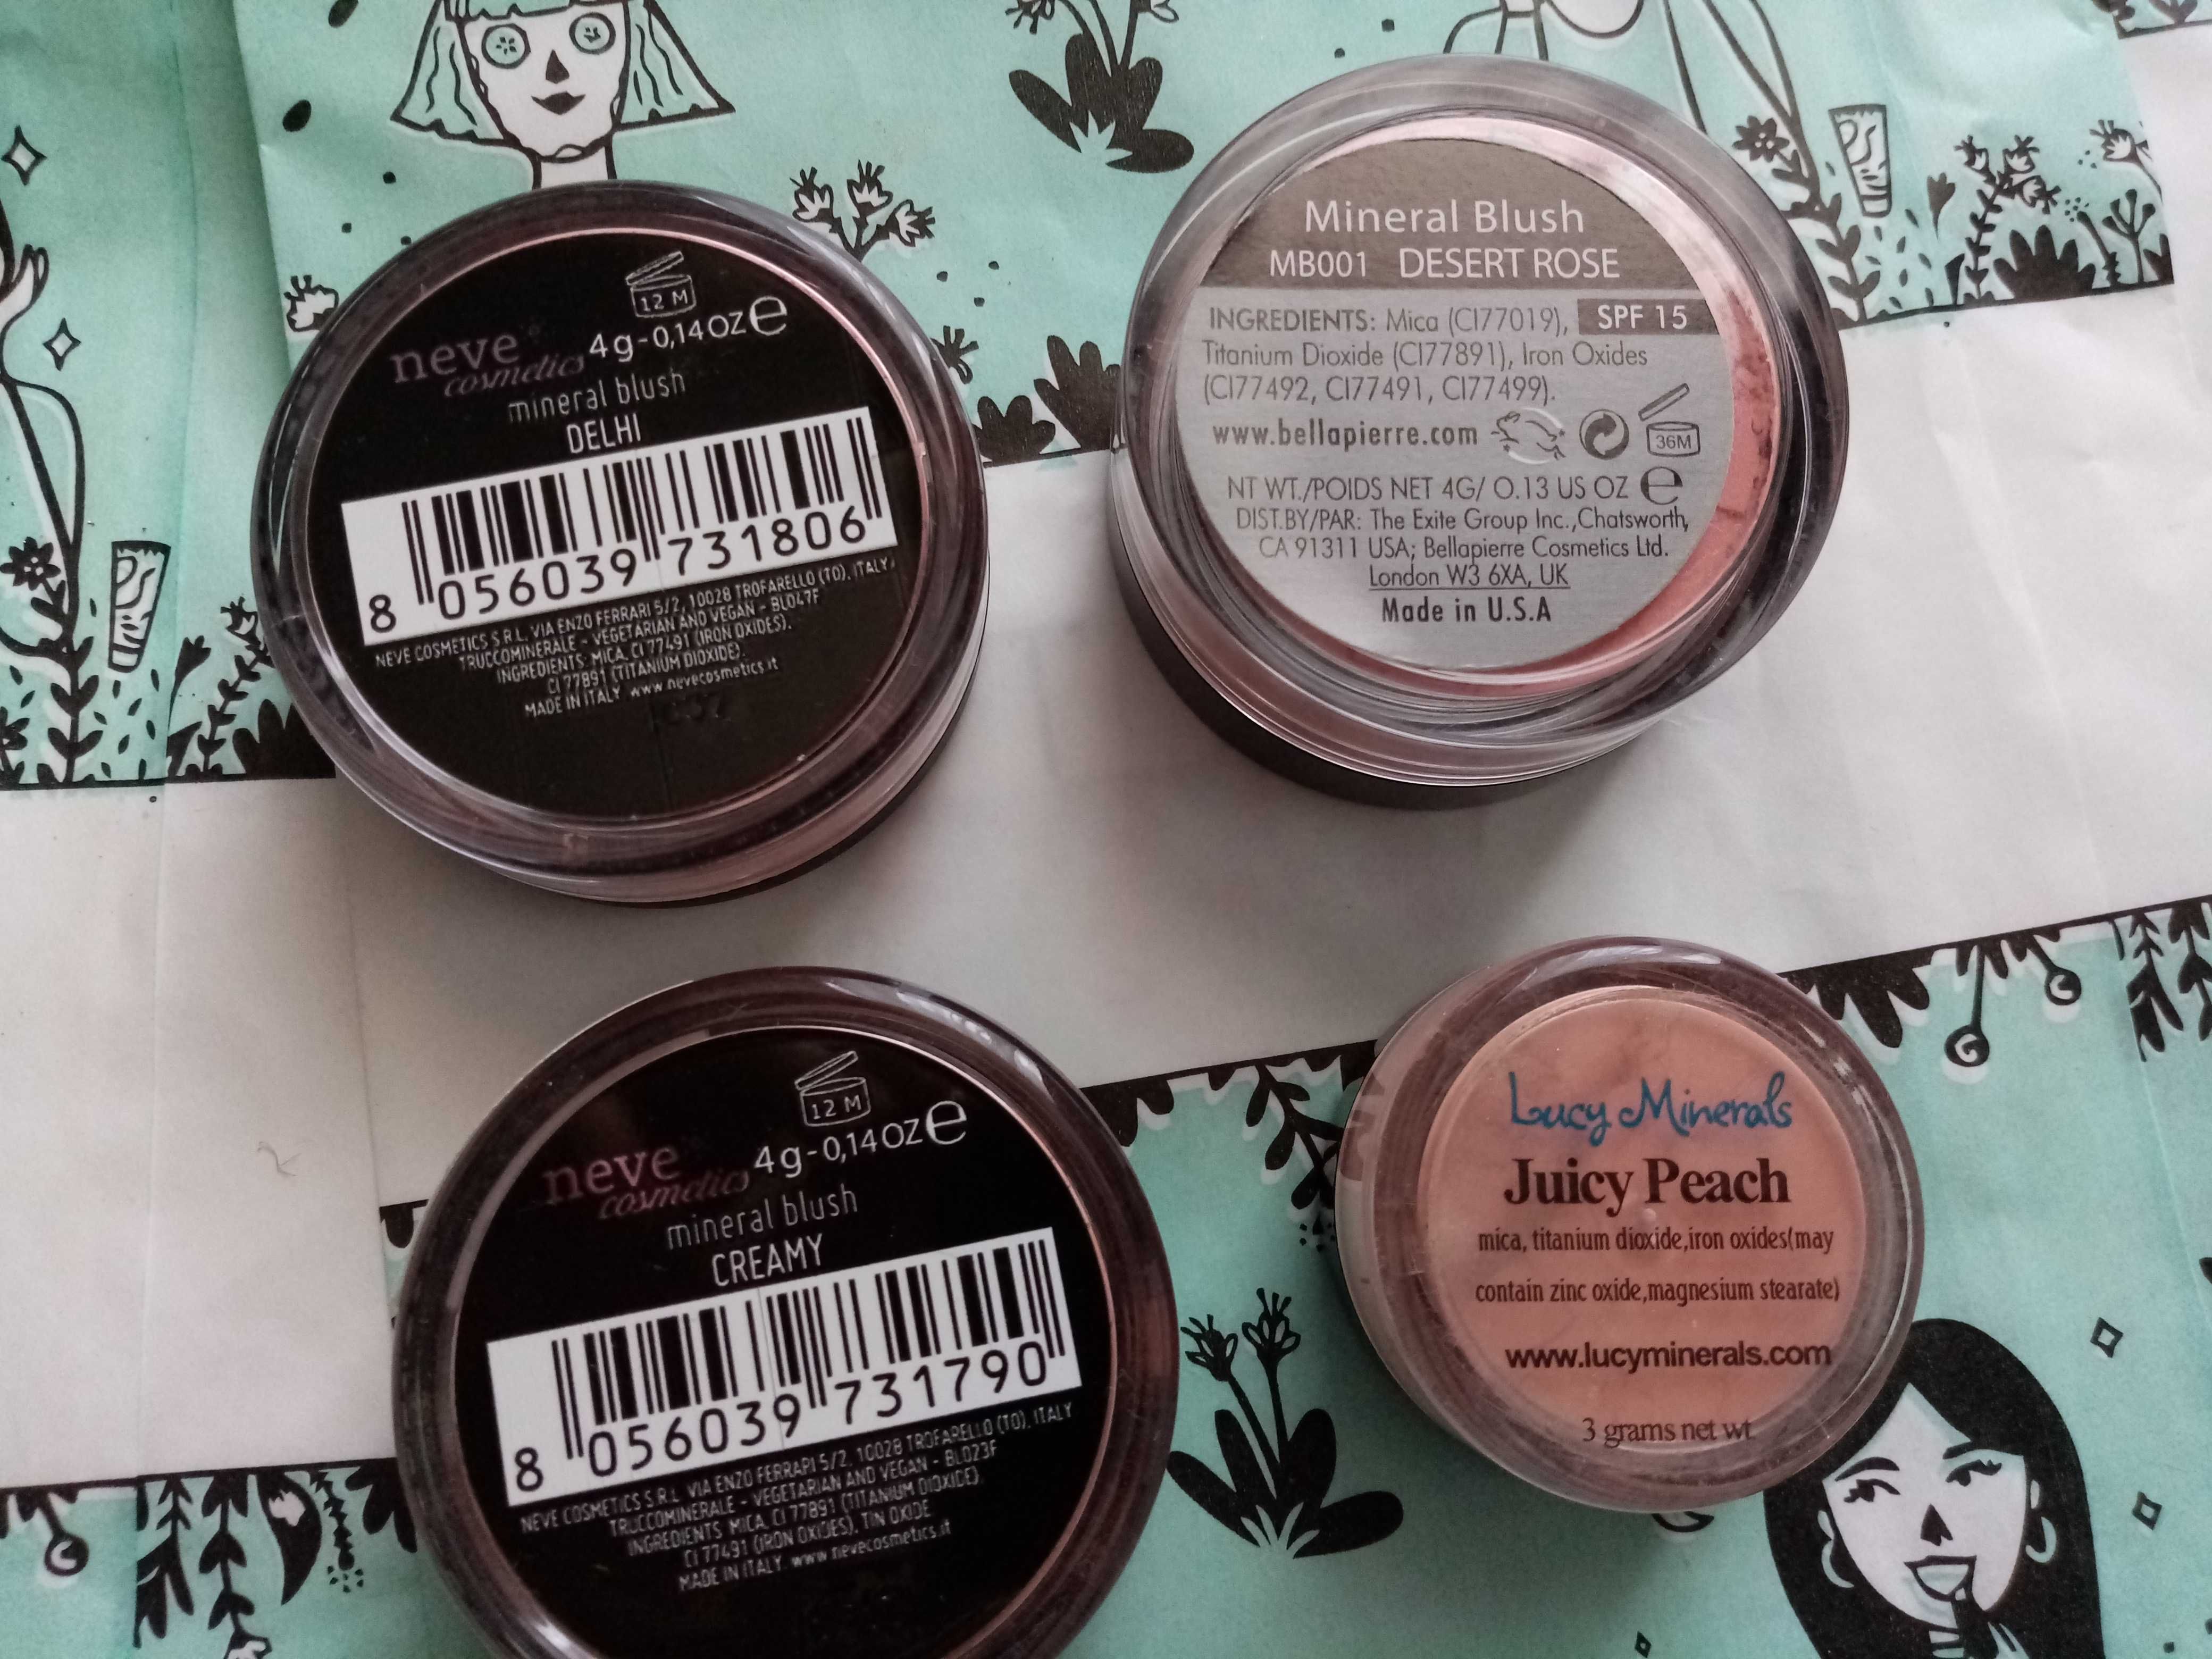 12 M
neve
cosmetics
4g-0,14OZ e
mineral blush
DELHI
8 056039 731806
NEVE COSMETICS S.R.L. VIA ENZO FERRARI 5/2, 10028 TROFARELLO (TO), ITALY
TRUCCOMINERALE - VEGETARIAN AND VEGAN - BL047F
INGREDIENTS: MICA, CI 77491 (IRON OXIDES),
CI 77891 (TITANIUM DIOXIDE).
MADE IN ITALY www.nevecosmetics.it
Mineral Blush
MB001 DESERT ROSE
INGREDIENTS: Mica (CI77019), SPF 15
Titanium Dioxide (CI77891), Iron Oxides
(CI77492, CI77491, CI77499).
www.bellapierre.com 36M
NT WT./POIDS NET 4G/ 0.13 US OZ e
DIST.BY/PAR: The Exite Group Inc.,Chatsworth,
CA 91311 USA; Bellapierre Cosmetics Ltd.
London W3 6XA, UK
Made in U.S.A
12 M
neve
cosmetics
4g-0,14OZ e
mineral blush
CREAMY
8 056039 731790
NEVE COSMETICS S.R.L. VIA ENZO FERRARI 5/2, 10028 TROFARELLO (TO), ITALY
TRUCCOMINERALE - VEGETARIAN AND VEGAN - BL023F
INGREDIENTS: MICA, CI 77891 (TITANIUM DIOXIDE),
CI 77491 (IRON OXIDES), TIN OXIDE
MADE IN ITALY. www.nevecosmetics.it
Lucy Minerals
Juicy Peach
mica, titanium dioxide,iron oxides(may
contain zinc oxide,magnesium stearate)
www.lucyminerals.com
3 grams net wt